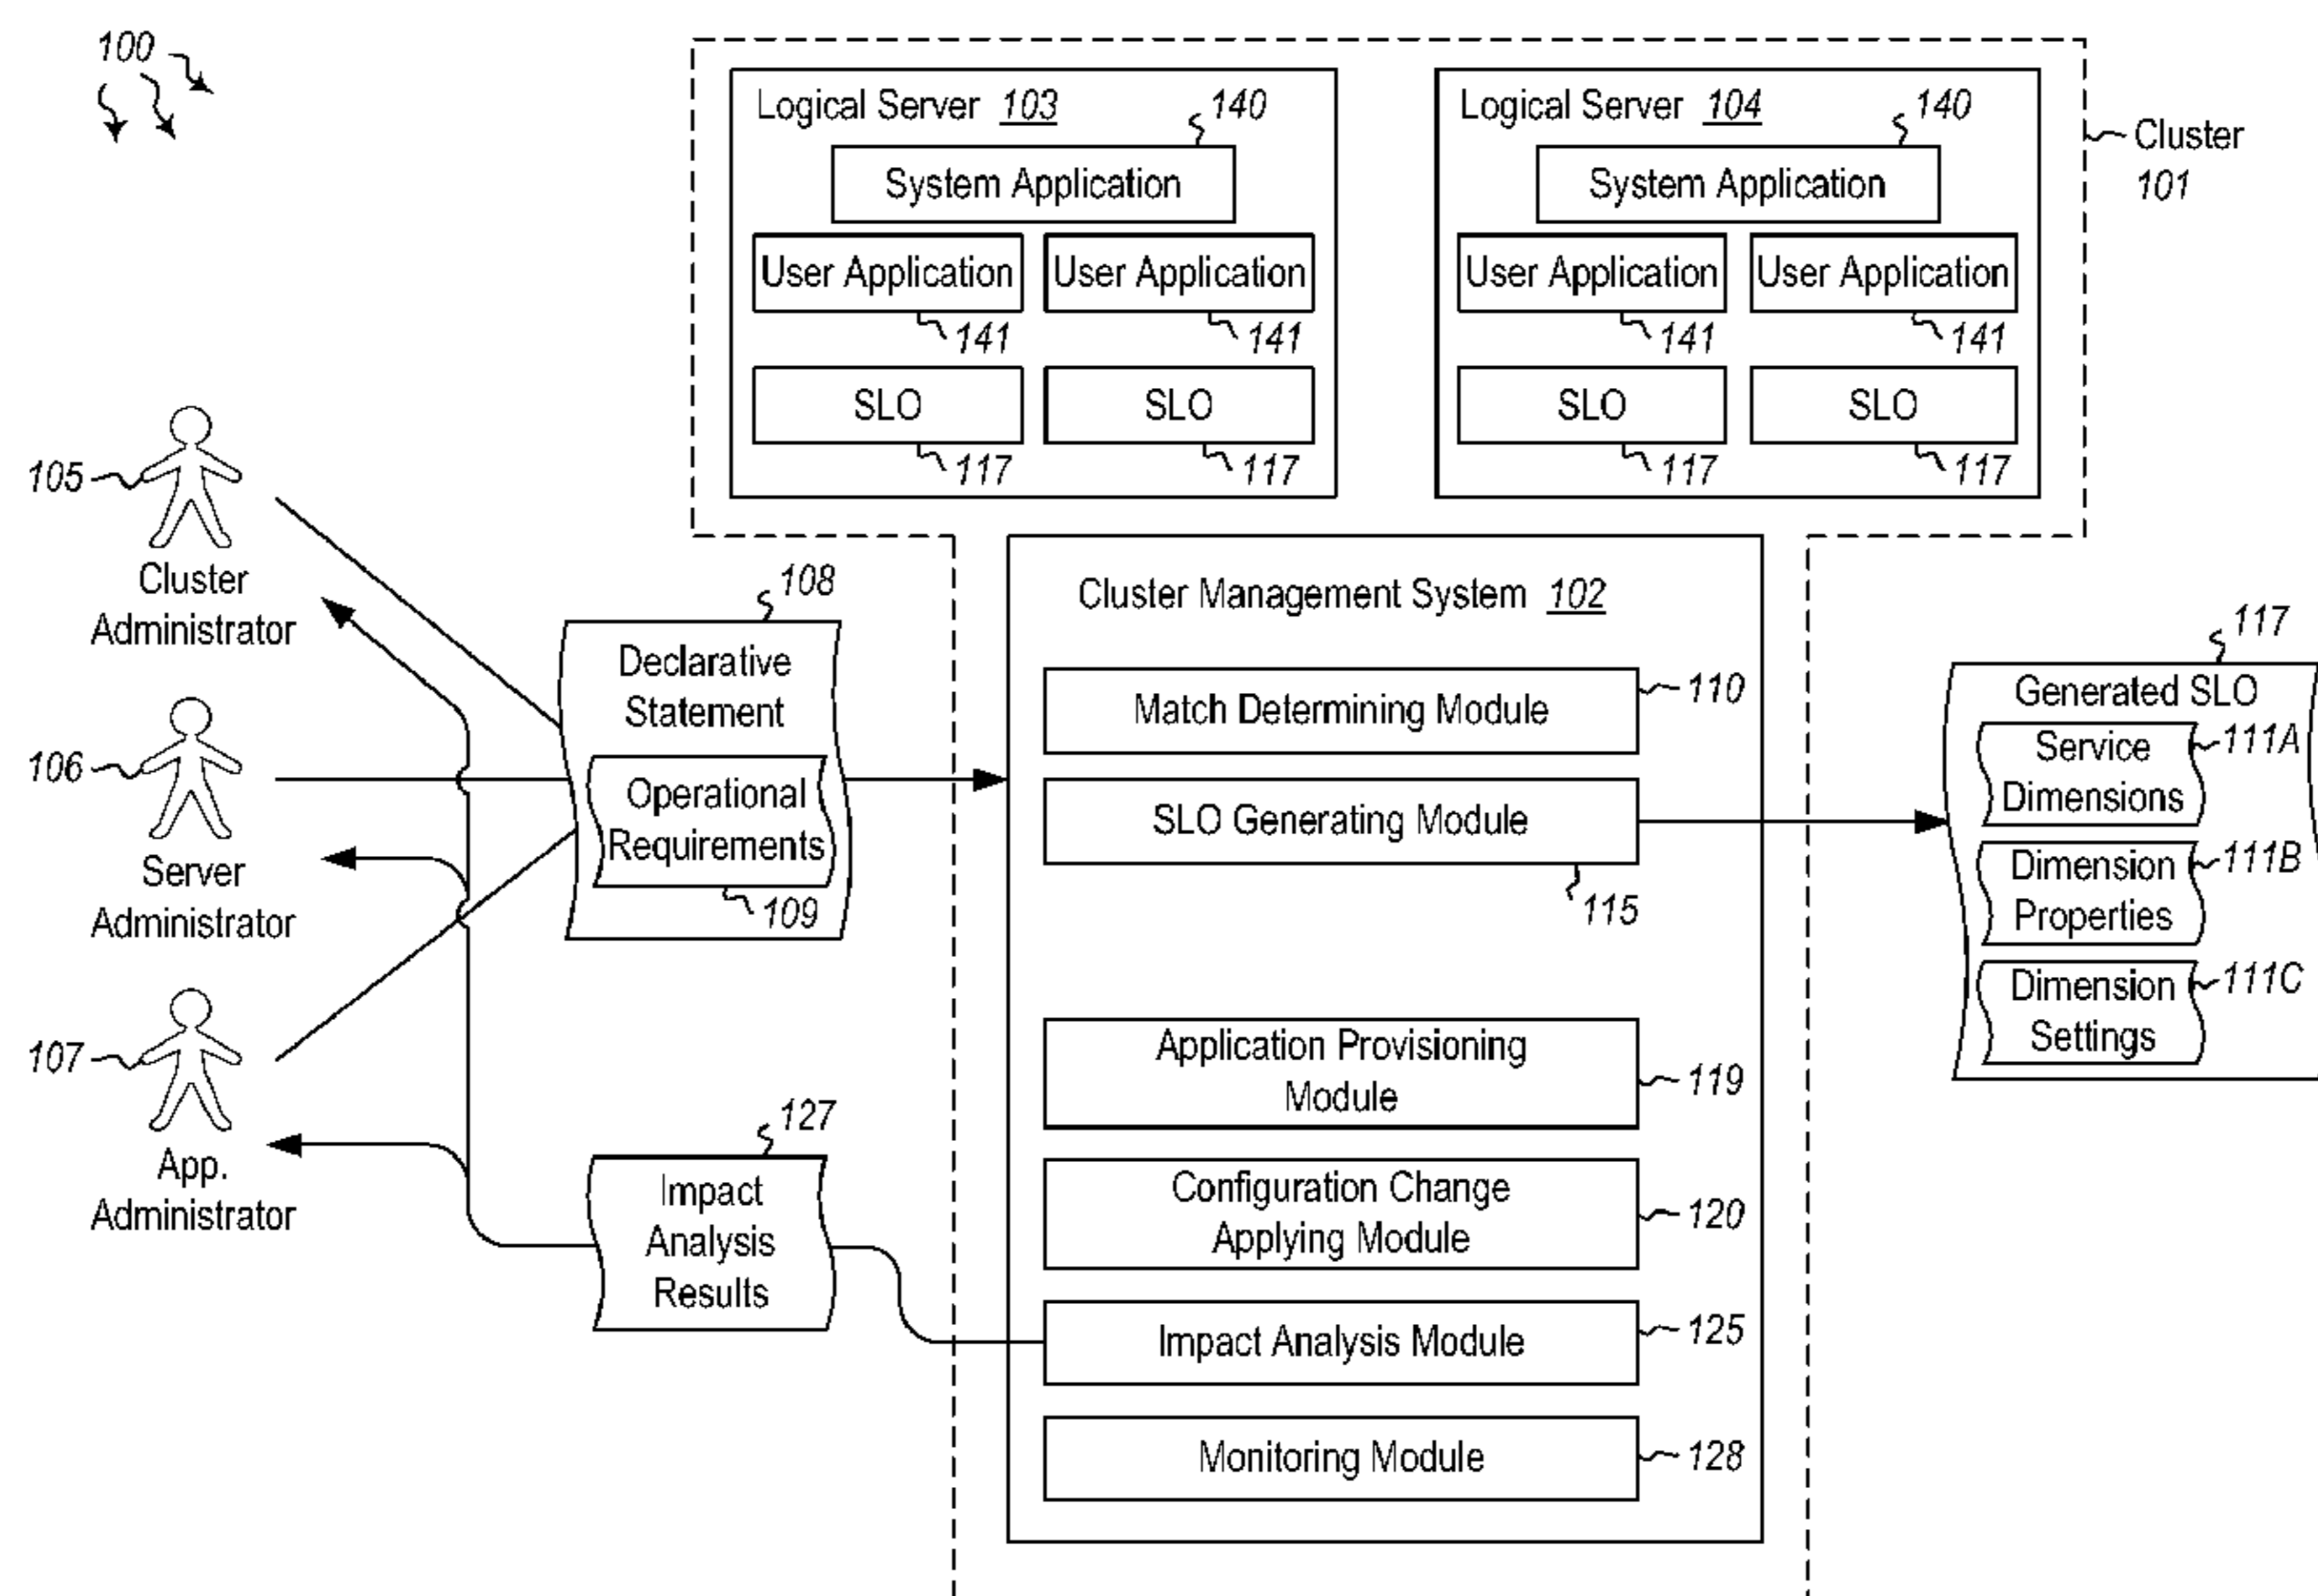 100
Logical Server 103
140
System Application
User Application
User Application
141
141
SLO
SLO
117
117
Logical Server 104
140
System Application
User Application
User Application
141
141
SLO
SLO
117
117
Cluster
101
105
Cluster
Administrator
106
Server
Administrator
107
App.
Administrator
108
Declarative
Statement
Operational
Requirements
109
127
Impact
Analysis
Results
Cluster Management System 102
Match Determining Module
110
SLO Generating Module
115
Application Provisioning
Module
119
Configuration Change
Applying Module
120
Impact Analysis Module
125
Monitoring Module
128
117
Generated SLO
Service
Dimensions
111A
Dimension
Properties
111B
Dimension
Settings
111C